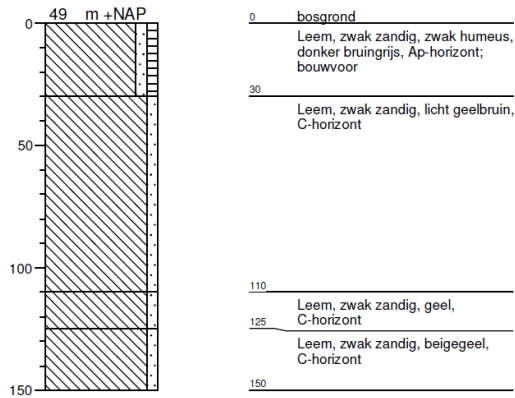 49 m +NAP
0
50
100
150
0 bosgrond
Leem, zwak zandig, zwak humeus,
donker bruingrijs, Ap-horizont;
bouwvoor
30
Leem, zwak zandig, licht geelbruin,
C-horizont
110
Leem, zwak zandig, geel,
C-horizont
125
Leem, zwak zandig, beigegeel,
C-horizont
150